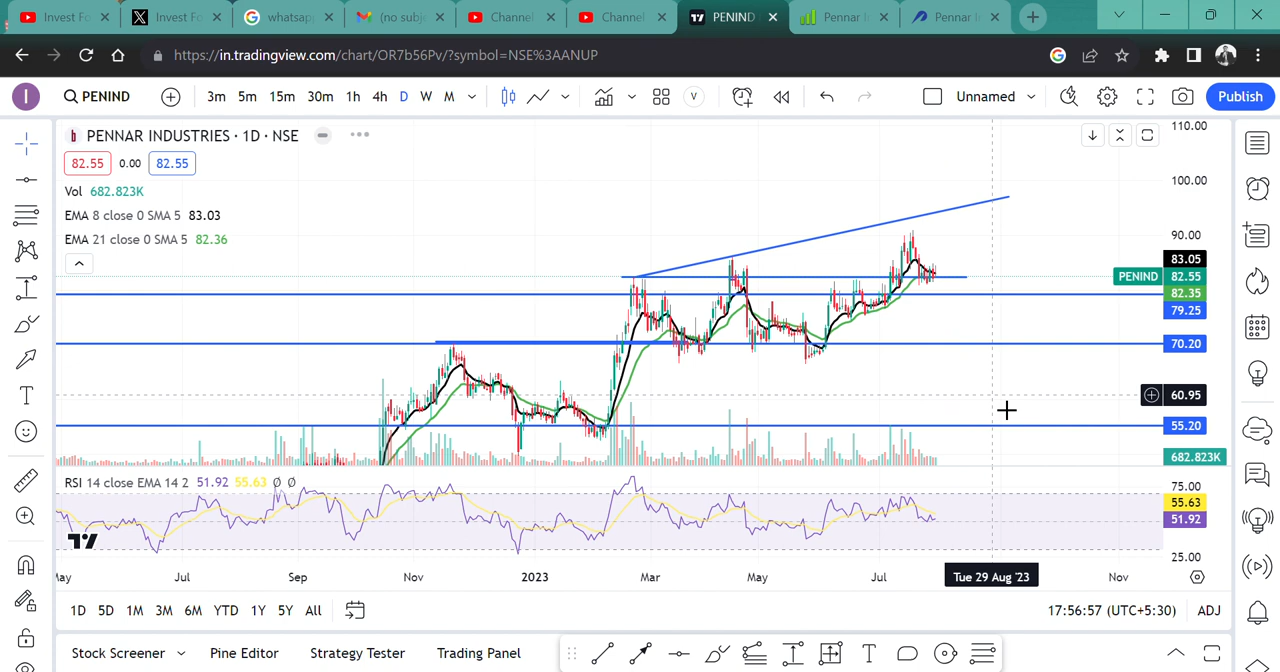 Invest Fo
Invest Fo
whatsapp
(no subj
Channel
Channel
PENIND
Pennar I
Pennar I
https://in.tradingview.com/chart/OR7b56Pv/?symbol=NSE%3AANUP
I
PENIND
3m 5m 15m 30m 1h 4h D W M
V
Unnamed
Publish
b PENNAR INDUSTRIES · 1D · NSE
82.55 0.00 82.55
Vol 682.823K
EMA 8 close 0 SMA 5 83.03
EMA 21 close 0 SMA 5 82.36
110.00
100.00
90.00
83.05
PENIND 82.55
82.35
79.25
70.20
60.95
55.20
682.823K
RSI 14 close EMA 14 2 51.92 55.63 Ø Ø
75.00
55.63
51.92
25.00
May Jul Sep Nov 2023 Mar May Jul Tue 29 Aug '23 Nov
1D 5D 1M 3M 6M YTD 1Y 5Y All
17:56:57 (UTC+5:30) ADJ
Stock Screener Pine Editor Strategy Tester Trading Panel